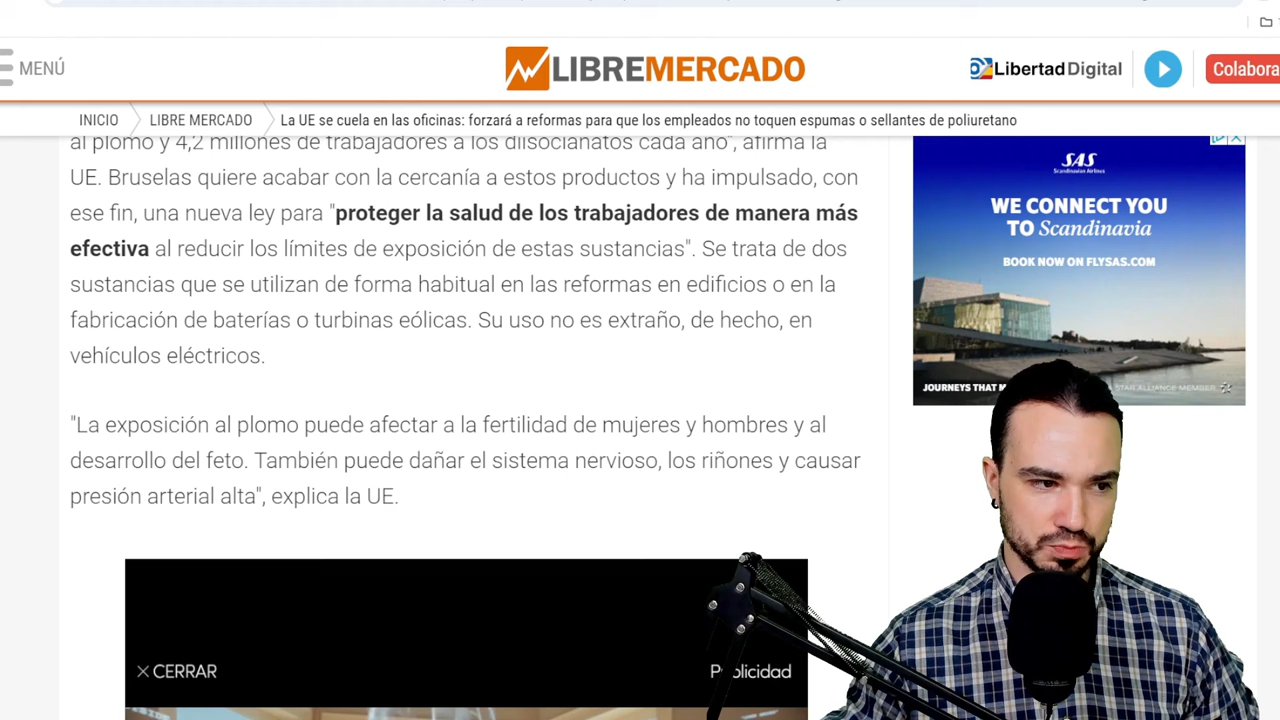 MENÚ
LIBREMERCADO
LibertadDigital
Colabora
INICIO
LIBRE MERCADO
La UE se cuela en las oficinas: forzará a reformas para que los empleados no toquen espumas o sellantes de poliuretano
al plomo y 4,2 millones de trabajadores a los diisocianatos cada año", afirma la
UE. Bruselas quiere acabar con la cercanía a estos productos y ha impulsado, con
ese fin, una nueva ley para "proteger la salud de los trabajadores de manera más
efectiva al reducir los límites de exposición de estas sustancias". Se trata de dos
sustancias que se utilizan de forma habitual en las reformas en edificios o en la
fabricación de baterías o turbinas eólicas. Su uso no es extraño, de hecho, en
vehículos eléctricos.
"La exposición al plomo puede afectar a la fertilidad de mujeres y hombres y al
desarrollo del feto. También puede dañar el sistema nervioso, los riñones y causar
presión arterial alta", explica la UE.
CERRAR
Publicidad
SAS
Scandinavian Airlines
WE CONNECT YOU
TO Scandinavia
BOOK NOW ON FLYSAS.COM
JOURNEYS THAT
A STAR ALLIANCE MEMBER